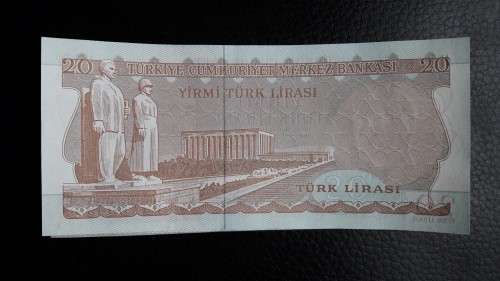 20 TÜRKİYE CUMHURİYET MERKEZ BANKASI 20
YİRMİ TÜRK LİRASI
TÜRK LİRASI